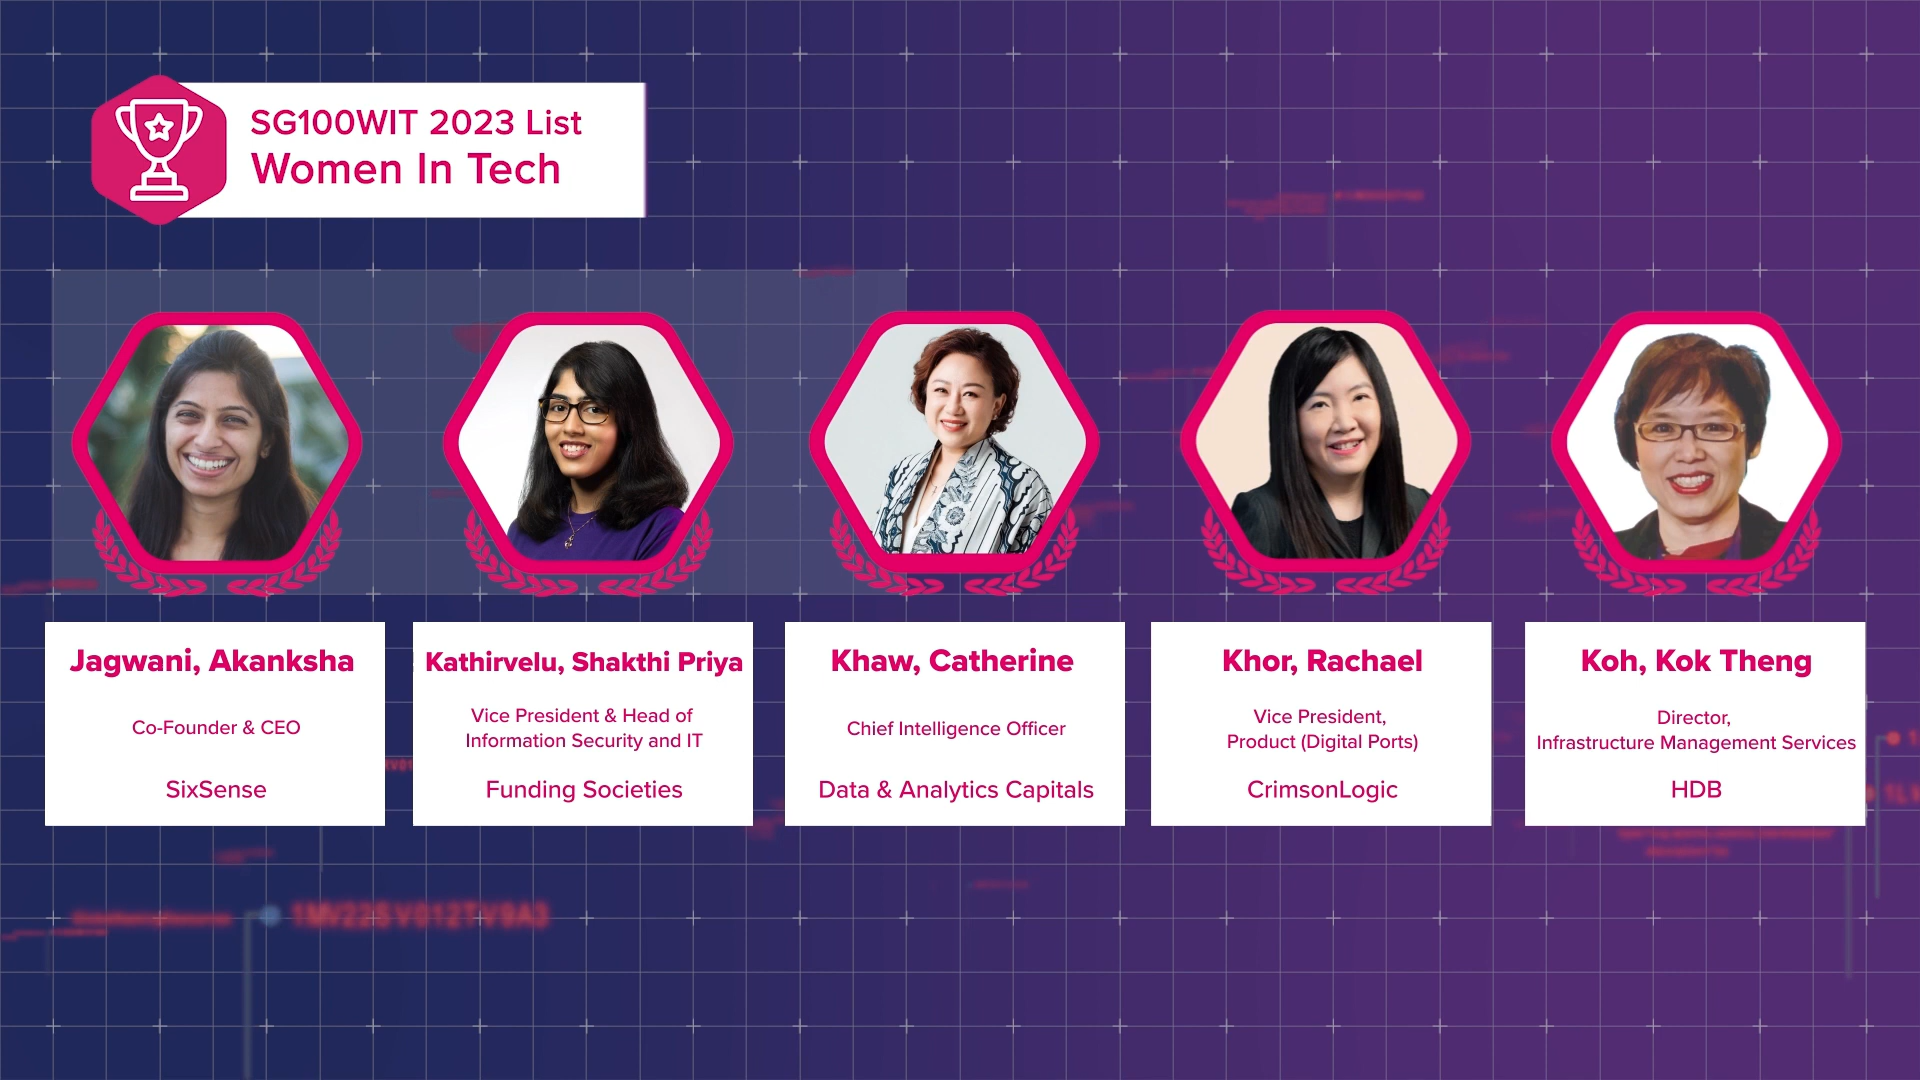 SG100WIT 2023 List
Women In Tech
Jagwani, Akanksha
Co-Founder & CEO
SixSense
Kathirvelu, Shakthi Priya
Vice President & Head of
Information Security and IT
Funding Societies
Khaw, Catherine
Chief Intelligence Officer
Data & Analytics Capitals
Khor, Rachael
Vice President,
Product (Digital Ports)
CrimsonLogic
Koh, Kok Theng
Director,
Infrastructure Management Services
HDB